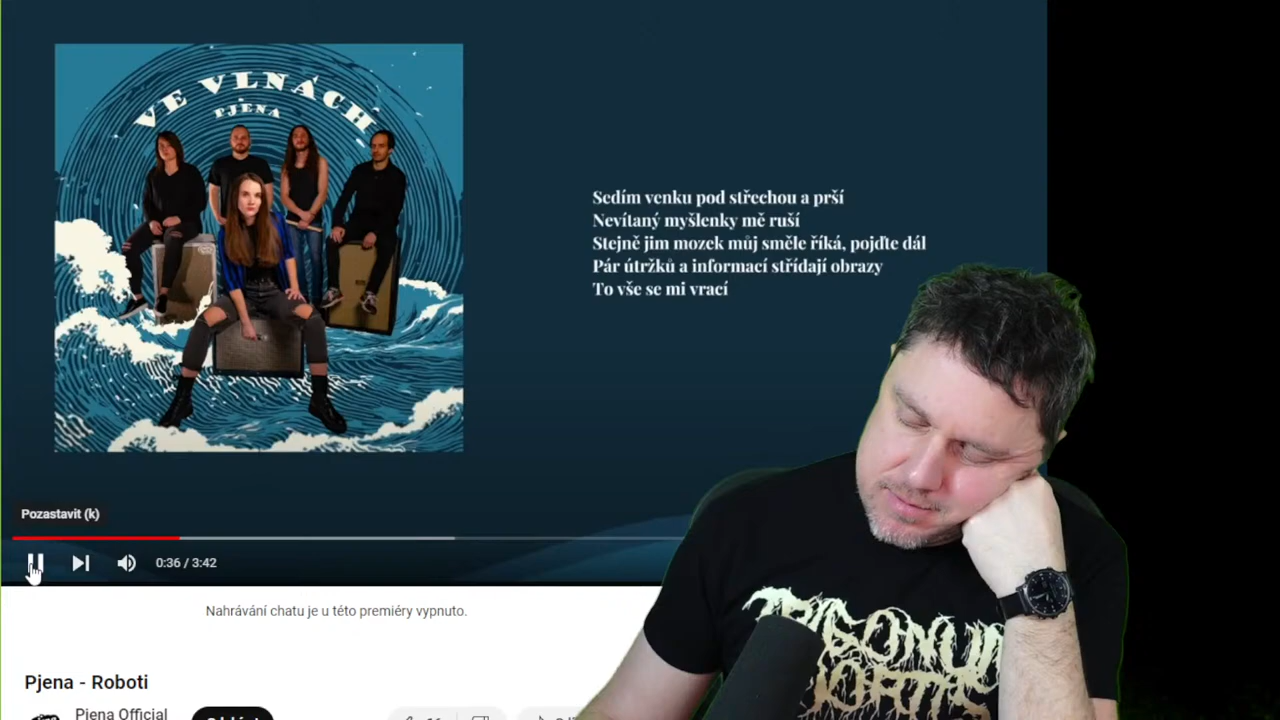 VE VLNÁCH
PJENA
Sedím venku pod střechou a prší
Nevítaný myšlenky mě ruší
Stejně jim mozek můj směle říká, pojďte dál
Pár útržků a informací střídají obrazy
To vše se mi vrací
Pozastavit (k)
0:36 / 3:42
Nahrávání chatu je u této premiéry vypnuto.
Pjena - Roboti
Pjena Official